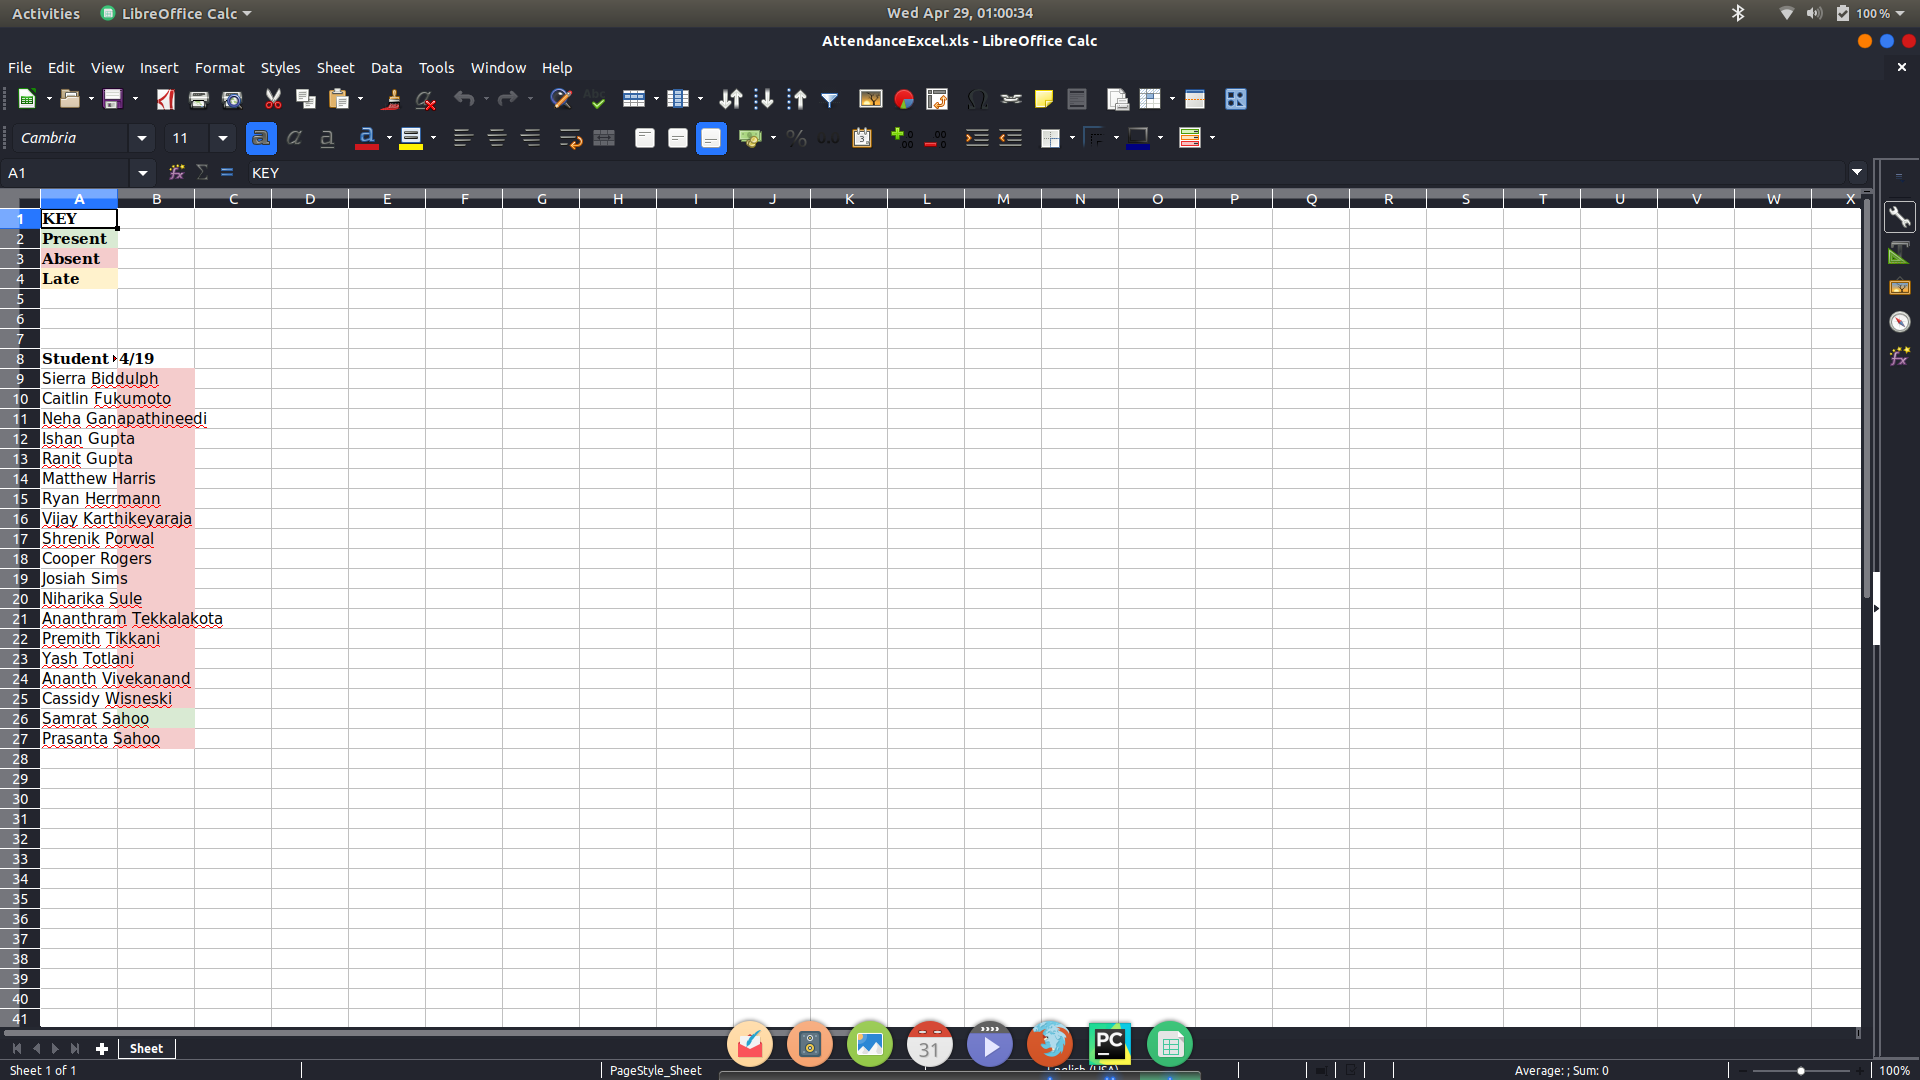 Activities LibreOffice Calc Wed Apr 29, 01:00:34 100 %
AttendanceExcel.xls - LibreOffice Calc
File Edit View Insert Format Styles Sheet Data Tools Window Help
Cambria 11
A1 KEY
A B C D E F G H I J K L M N O P Q R S T U V W X
1 KEY
2 Present
3 Absent
4 Late
5
6
7
8 Student 4/19
9 Sierra Biddulph
10 Caitlin Fukumoto
11 Neha Ganapathineedi
12 Ishan Gupta
13 Ranit Gupta
14 Matthew Harris
15 Ryan Herrmann
16 Vijay Karthikeyaraja
17 Shrenik Porwal
18 Cooper Rogers
19 Josiah Sims
20 Niharika Sule
21 Ananthram Tekkalakota
22 Premith Tikkani
23 Yash Totlani
24 Ananth Vivekanand
25 Cassidy Wisneski
26 Samrat Sahoo
27 Prasanta Sahoo
28
29
30
31
32
33
34
35
36
37
38
39
40
41
31 PC
Sheet
Sheet 1 of 1 PageStyle_Sheet English (USA) Average: ; Sum: 0 100%